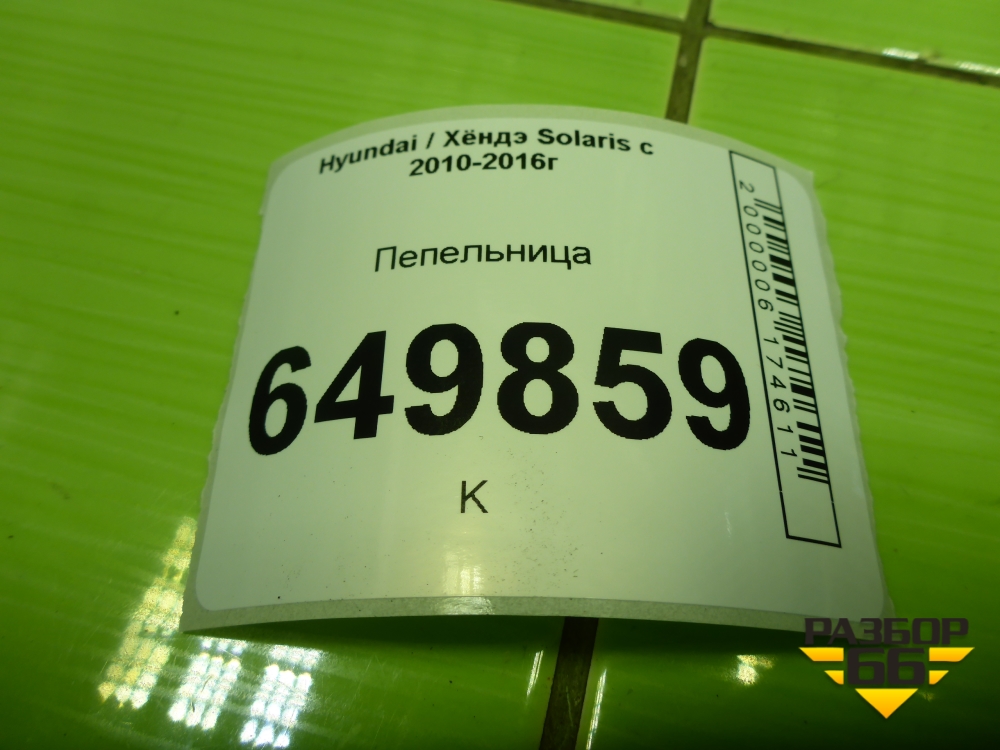 Hyundai / Хёндэ Solaris с
2010-2016г
Пепельница
649859
К
2000006174611
РАЗБОР
66